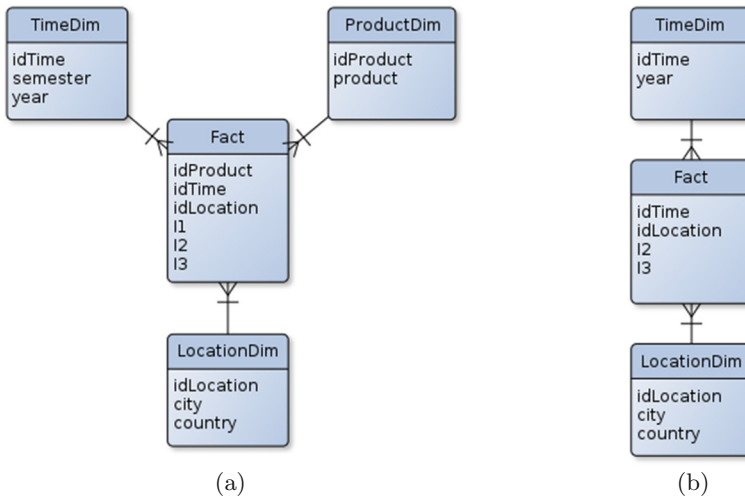 TimeDim
idTime
semester
year
ProductDim
idProduct
product
Fact
idProduct
idTime
idLocation
I1
I2
I3
LocationDim
idLocation
city
country
(a)
TimeDim
idTime
year
Fact
idTime
idLocation
I2
I3
LocationDim
idLocation
city
country
(b)